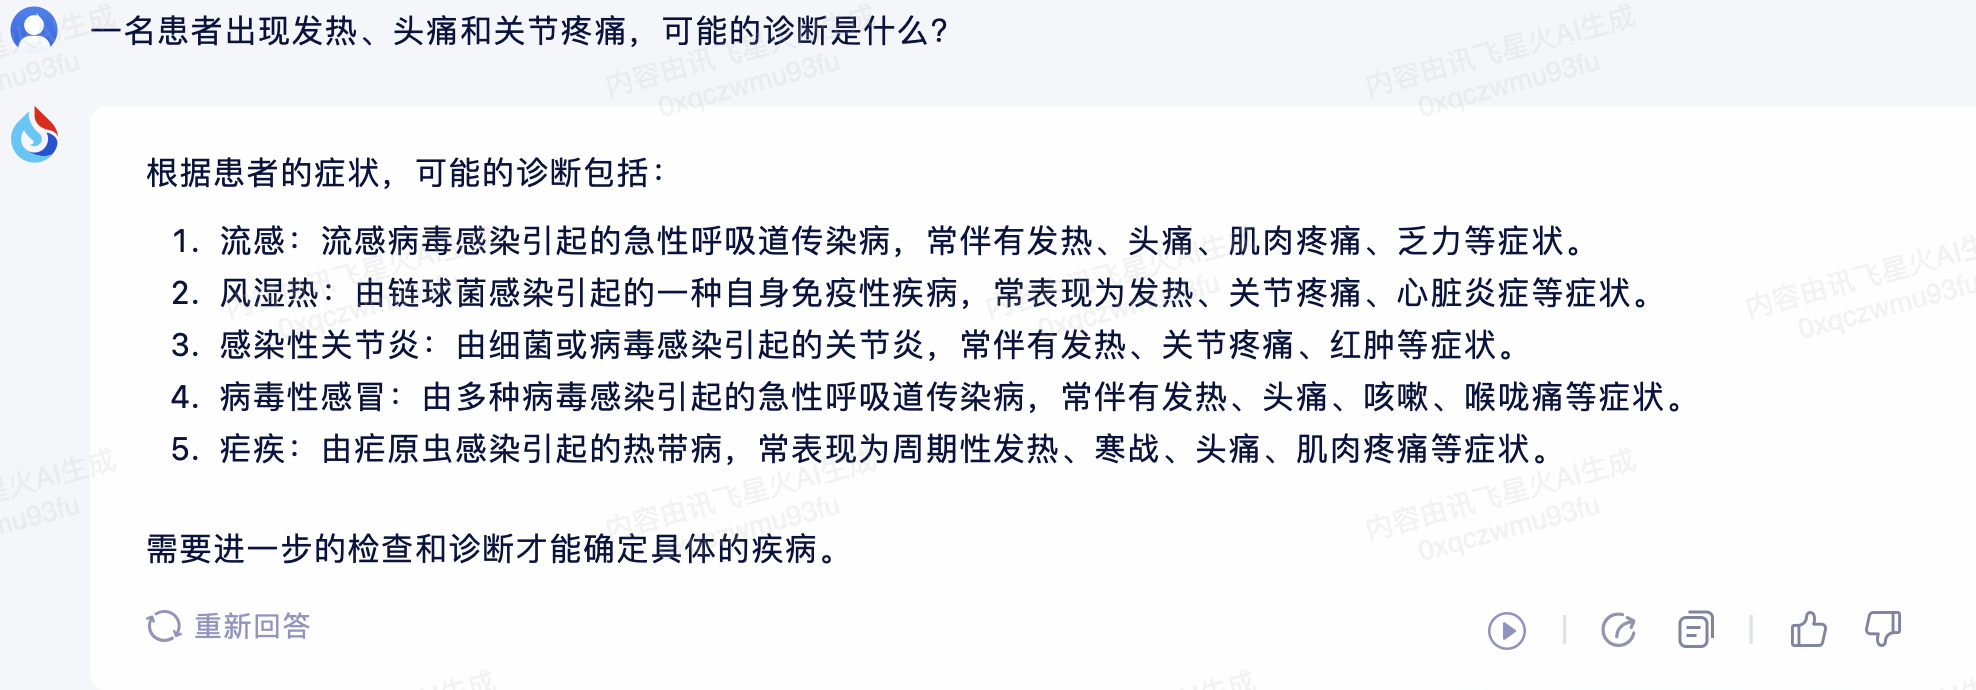 一名患者出现发热、头痛和关节疼痛，可能的诊断是什么？
根据患者的症状，可能的诊断包括：
1. 流感：流感病毒感染引起的急性呼吸道传染病，常伴有发热、头痛、肌肉疼痛、乏力等症状。
2. 风湿热：由链球菌感染引起的一种自身免疫性疾病，常表现为发热、关节疼痛、心脏炎症等症状。
3. 感染性关节炎：由细菌或病毒感染引起的关节炎，常伴有发热、关节疼痛、红肿等症状。
4. 病毒性感冒：由多种病毒感染引起的急性呼吸道传染病，常伴有发热、头痛、咳嗽、喉咙痛等症状。
5. 疟疾：由疟原虫感染引起的热带病，常表现为周期性发热、寒战、头痛、肌肉疼痛等症状。
需要进一步的检查和诊断才能确定具体的疾病。
重新回答
内容由讯飞星火AI生成
0xqczwmu93fu